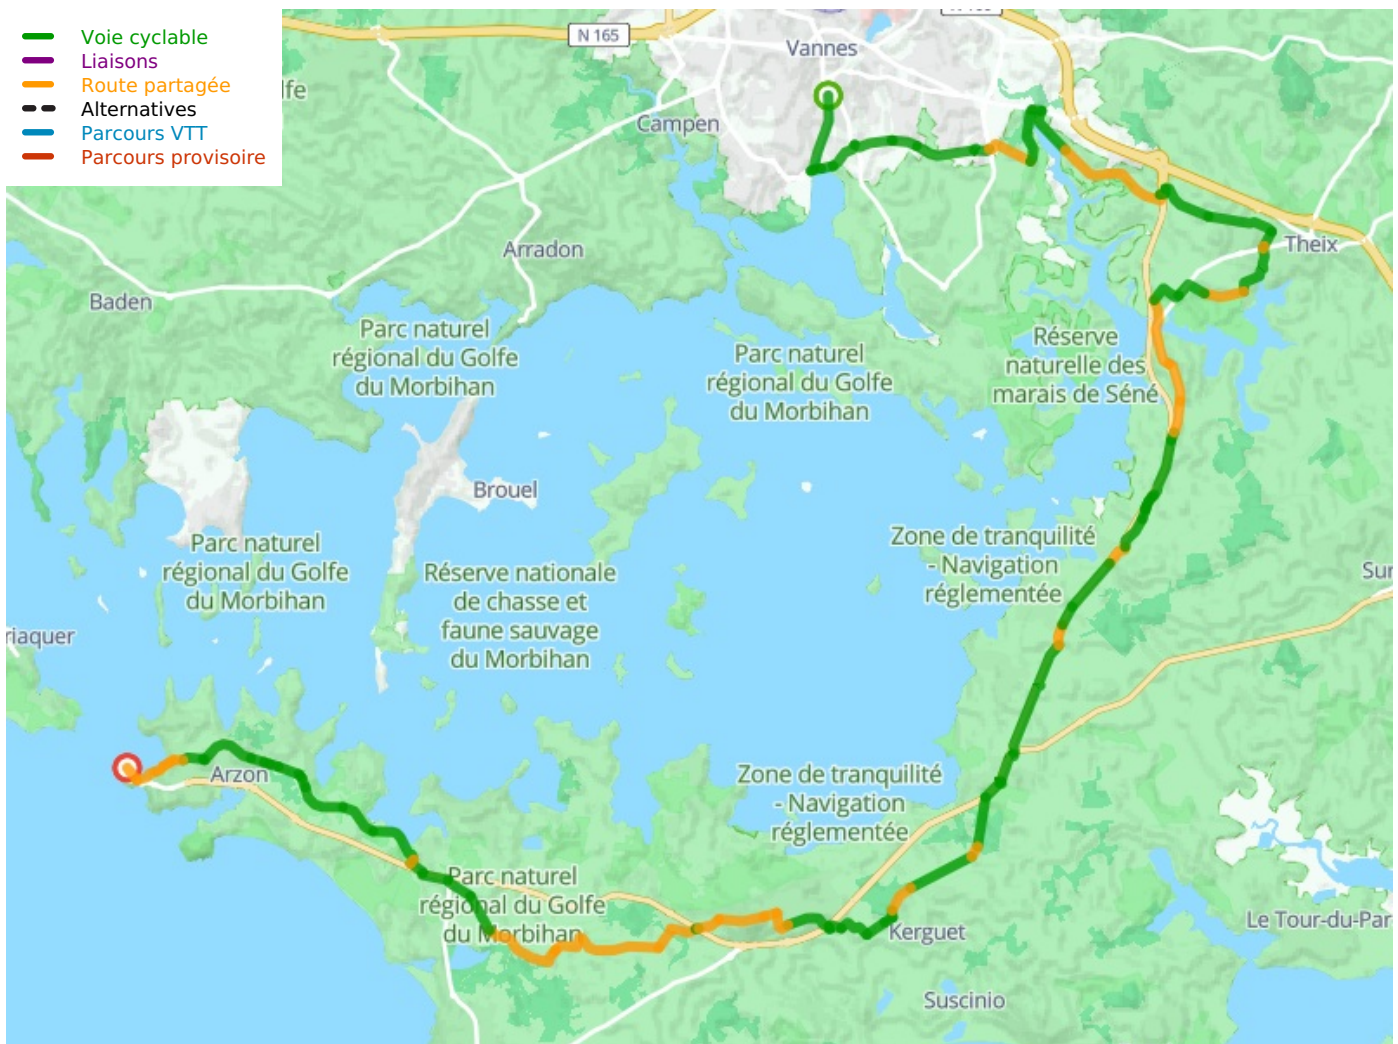 Voie cyclable
Liaisons
Route partagée
Alternatives
Parcours VTT
Parcours provisoire
lfe
N 165
Vannes
Campen
Theix
Arradon
Baden
Parc naturel
régional du Golfe
du Morbihan
Parc naturel
régional du Golfe
du Morbihan
Réserve
naturelle des
marais de Séné
Brouel
Parc naturel
régional du Golfe
du Morbihan
Réserve nationale
de chasse et
faune sauvage
du Morbihan
Zone de tranquilité
- Navigation
réglementée
Sur
riaquer
Arzon
Zone de tranquilité
- Navigation
réglementée
Parc naturel
régional du Golfe
du Morbihan
Kerguet
Le Tour-du-Par
Suscinio